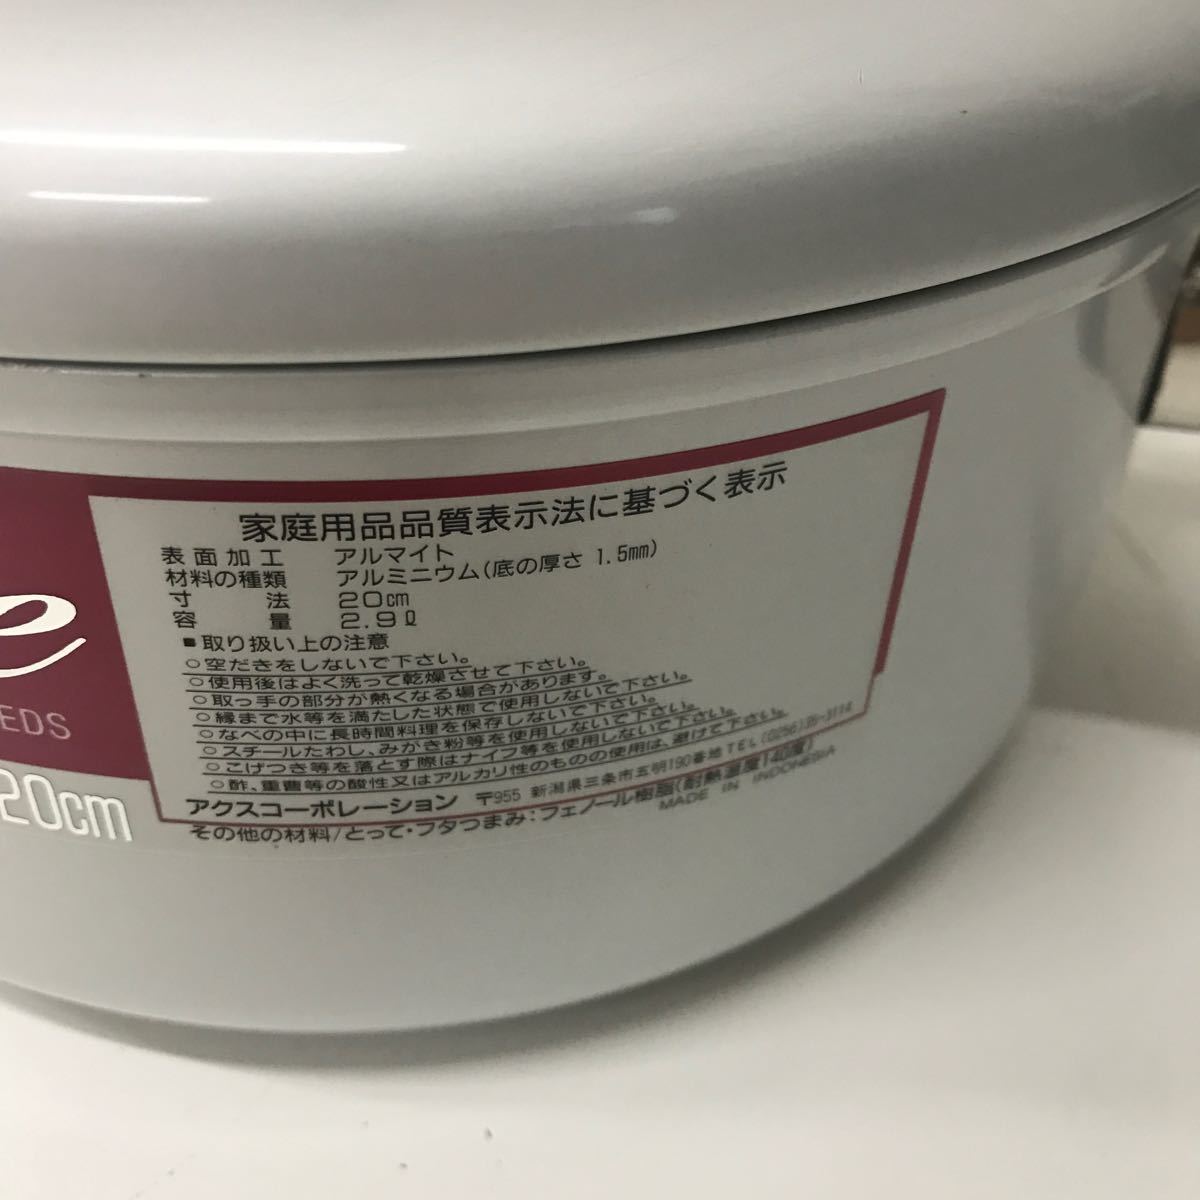 家庭用品品質表示法に基づく表示
表面加工 アルマイト
材料の種類 アルミニウム(底の厚さ 1.5mm)
寸法 20cm
容量 2.9ℓ
■取り扱い上の注意
○空だきをしないで下さい。
○使用後はよく洗って乾燥させて下さい。
○取っ手の部分が熱くなる場合があります。
○縁まで水等を満たした状態で使用しないで下さい。
○なべの中に長時間料理を保存しないで下さい。
○スチールたわし、みがき粉等を使用しないで下さい。
○こげつき等を落とす際はナイフ等を使用しないで下さい。
○酢、重曹等の酸性又はアルカリ性のものの使用は、避けて下さい。
アクスコーポレーション 〒955 新潟県三条市五明190番地 TEL(0256)35-3114
その他の材料/とって・フタつまみ:フェノール樹脂(耐熱温度140度)
MADE IN INDONESIA
e
EDS
20cm